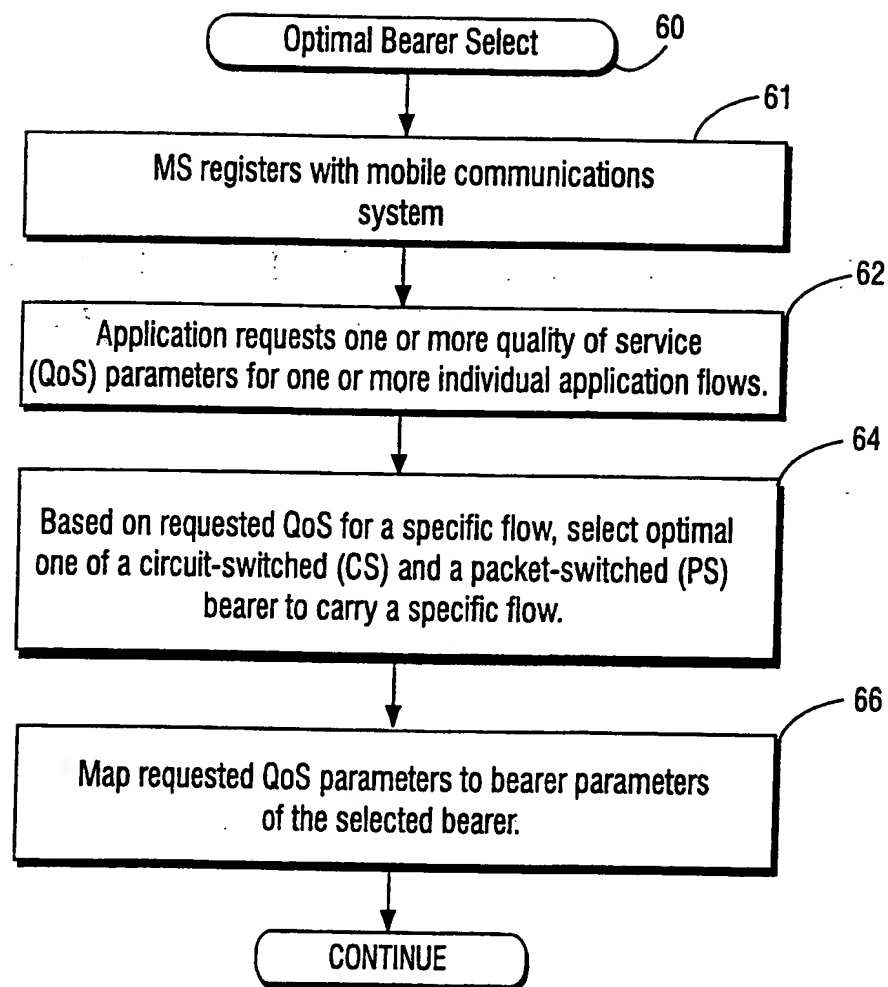 Optimal Bearer Select
60
61
MS registers with mobile communications
system
62
Application requests one or more quality of service
(QoS) parameters for one or more individual application flows.
64
Based on requested QoS for a specific flow, select optimal
one of a circuit-switched (CS) and a packet-switched (PS)
bearer to carry a specific flow.
66
Map requested QoS parameters to bearer parameters
of the selected bearer.
CONTINUE